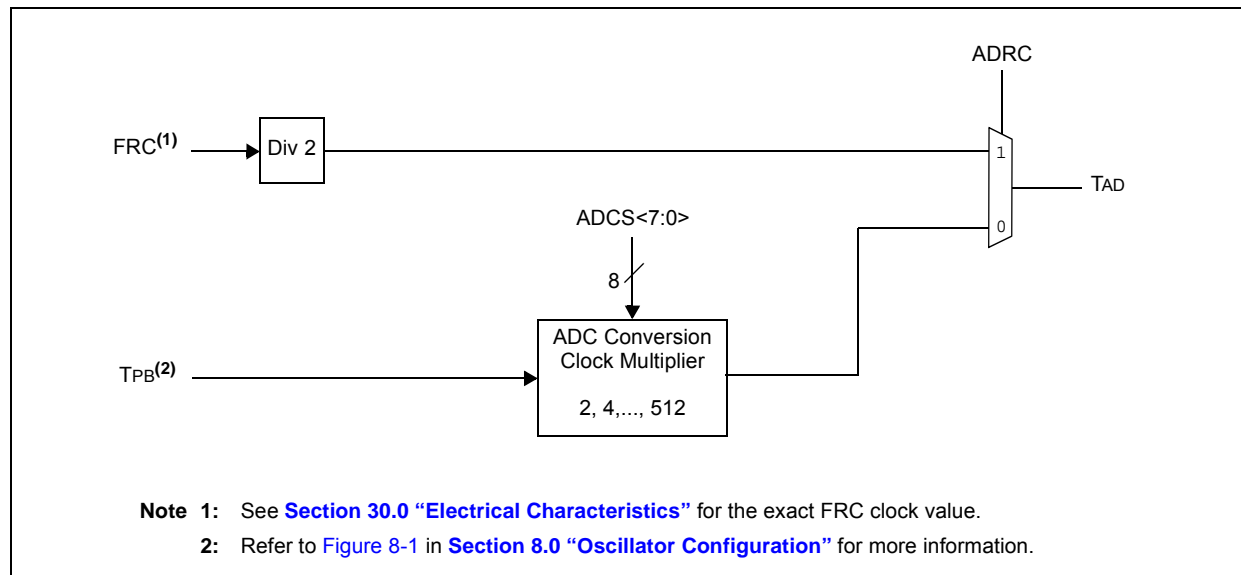 ADRC
FRC(1)
Div 2
1
TAD
ADCS<7:0>
0
8
ADC Conversion
Clock Multiplier
2, 4,..., 512
TPB(2)
Note 1: See Section 30.0 “Electrical Characteristics” for the exact FRC clock value.
2: Refer to Figure 8-1 in Section 8.0 “Oscillator Configuration” for more information.